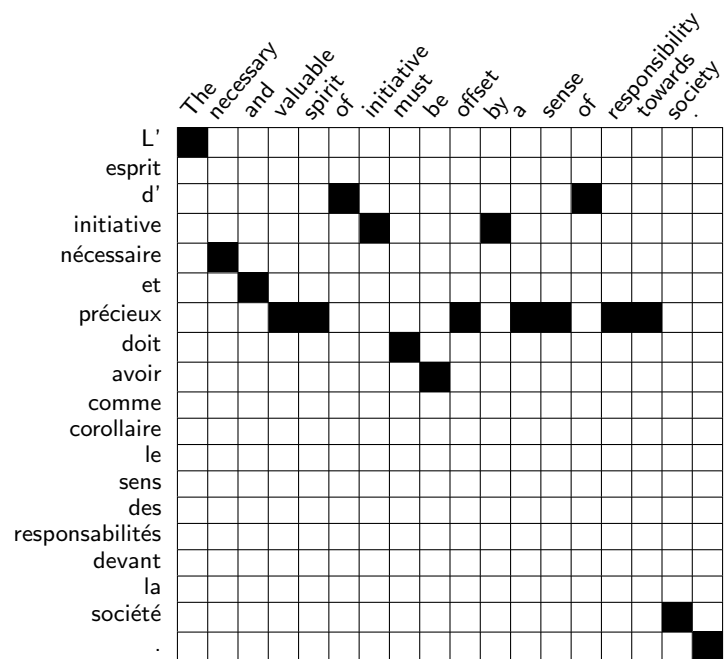 The
necessary
and
valuable
spirit
of
initiative
must
be
offset
by
a
sense
of
responsibility
towards
society
.
L'
esprit
d'
initiative
nécessaire
et
précieux
doit
avoir
comme
corollaire
le
sens
des
responsabilités
devant
la
société
.